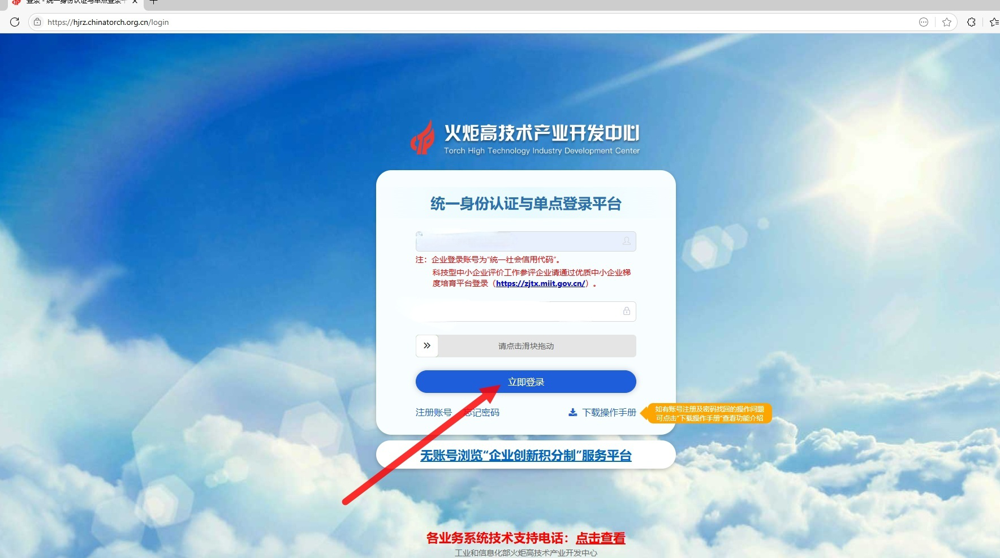 登录 - 统一身份认证与单点登录平
https://hjrz.chinatorch.org.cn/login
火炬高技术产业开发中心
Torch High Technology Industry Development Center
统一身份认证与单点登录平台
注：企业登录账号为“统一社会信用代码”。
科技型中小企业评价工作参评企业请通过优质中小企业梯
度培育平台登录（https://zjtx.miit.gov.cn/）。
请点击滑块拖动
立即登录
注册账号 忘记密码 下载操作手册
如有账号注册及密码找回的操作问题
可点击“下载操作手册”查看功能介绍
无账号浏览“企业创新积分制”服务平台
各业务系统技术支持电话：点击查看
工业和信息化部火炬高技术产业开发中心